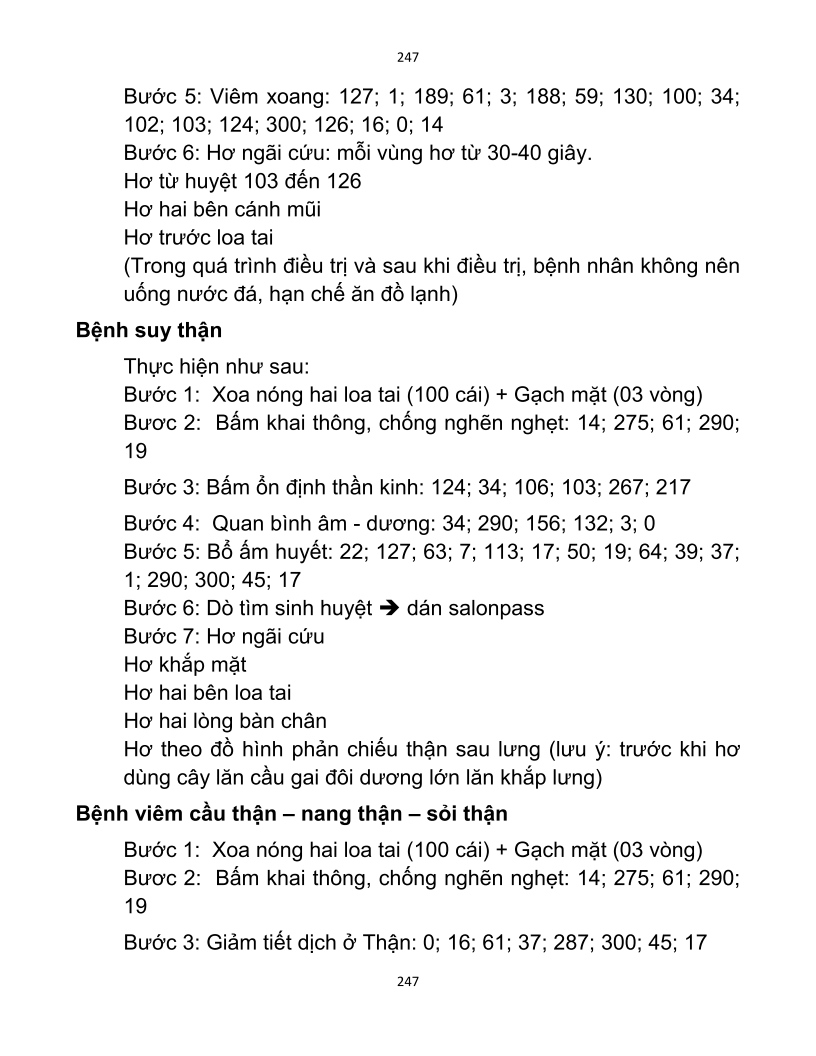 247
Bước 5: Viêm xoang: 127; 1; 189; 61; 3; 188; 59; 130; 100; 34;
102; 103; 124; 300; 126; 16; 0; 14
Bước 6: Hơ ngãi cứu: mỗi vùng hơ từ 30-40 giây.
Hơ từ huyệt 103 đến 126
Hơ hai bên cánh mũi
Hơ trước loa tai
(Trong quá trình điều trị và sau khi điều trị, bệnh nhân không nên
uống nước đá, hạn chế ăn đồ lạnh)
Bệnh suy thận
Thực hiện như sau:
Bước 1:  Xoa nóng hai loa tai (100 cái) + Gạch mặt (03 vòng)
Bươc 2:  Bấm khai thông, chống nghẽn nghẹt: 14; 275; 61; 290;
19
Bước 3: Bấm ổn định thần kinh: 124; 34; 106; 103; 267; 217
Bước 4:  Quan bình âm - dương: 34; 290; 156; 132; 3; 0
Bước 5: Bổ ấm huyết: 22; 127; 63; 7; 113; 17; 50; 19; 64; 39; 37;
1; 290; 300; 45; 17
Bước 6: Dò tìm sinh huyệt ➔ dán salonpass
Bước 7: Hơ ngãi cứu
Hơ khắp mặt
Hơ hai bên loa tai
Hơ hai lòng bàn chân
Hơ theo đồ hình phản chiếu thận sau lưng (lưu ý: trước khi hơ
dùng cây lăn cầu gai đôi dương lớn lăn khắp lưng)
Bệnh viêm cầu thận – nang thận – sỏi thận
Bước 1:  Xoa nóng hai loa tai (100 cái) + Gạch mặt (03 vòng)
Bươc 2:  Bấm khai thông, chống nghẽn nghẹt: 14; 275; 61; 290;
19
Bước 3: Giảm tiết dịch ở Thận: 0; 16; 61; 37; 287; 300; 45; 17
247